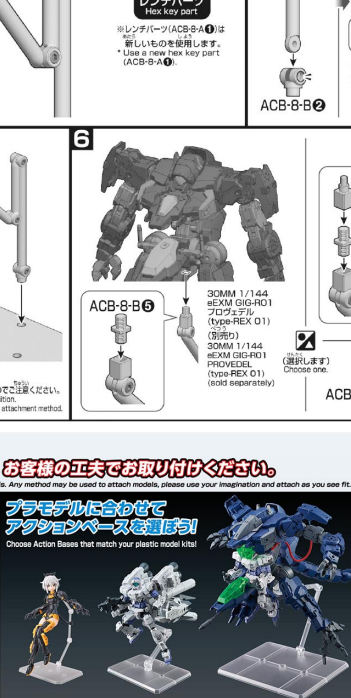 レンチパーツ
Hex key part
※レンチパーツ(ACB-8-A❶)は
新しいものを使用します。
* Use a new hex key part
(ACB-8-A❶).
ACB-8-B❷
6
ACB-8-B❺
30MM 1/144
eEXM GIG-R01
プロヴェデル
(type-REX 01)
(別売り)
30MM 1/144
eEXM GIG-R01
PROVEDEL
(type-REX 01)
(sold separately)
(選択します)
Choose one.
ACB
のでご注意ください。
ition.
attachment method.
お客様の工夫でお取り付けください。
s. Any method may be used to attach models, please use your imagination and attach as you see fit.
プラモデルに合わせて
アクションベースを選ぼう!
Choose Action Bases that match your plastic model kits!